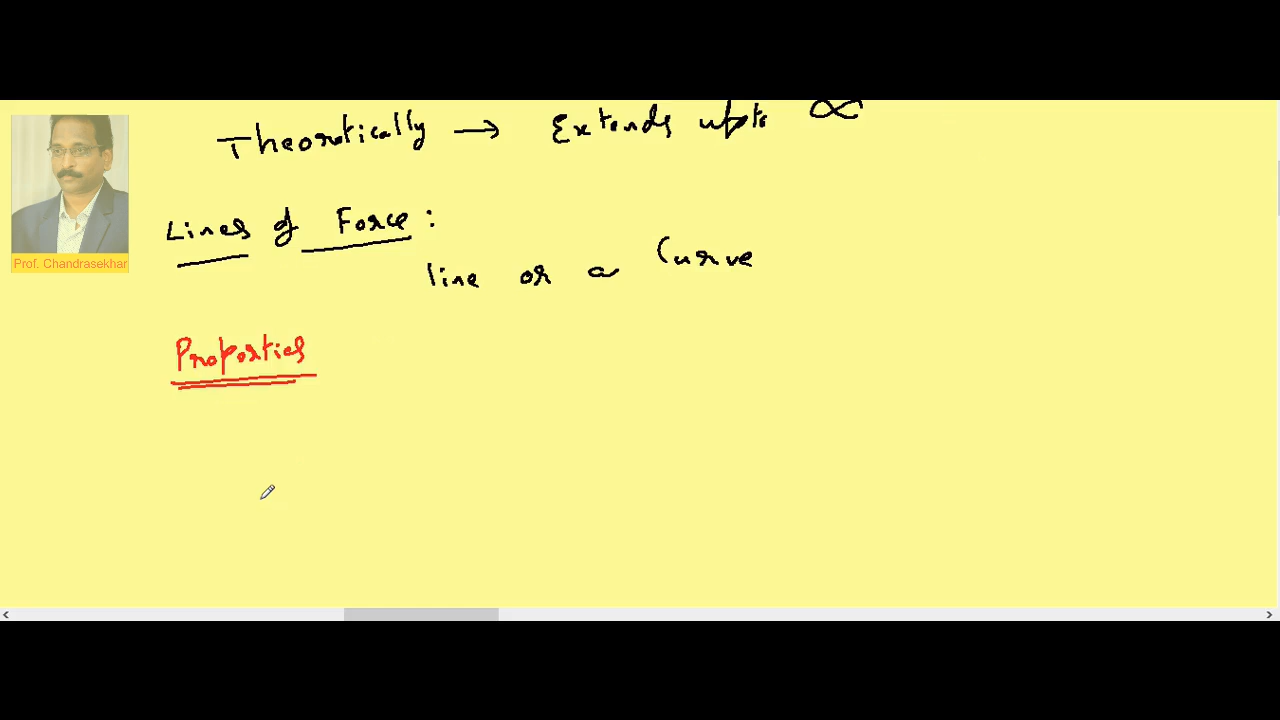 Theoretically → Extends upto ∞
Prof. Chandrasekhar
Lines of Force :
line or a Curve
Properties